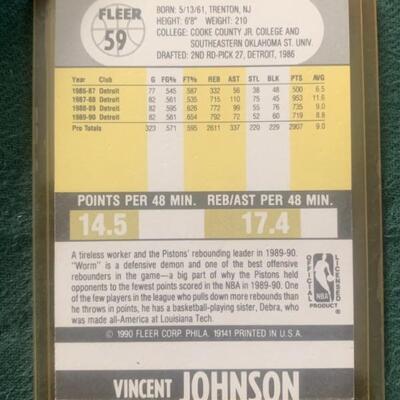 FLEER
59
BORN: 5/13/61, TRENTON, NJ
HEIGHT: 6'8" WEIGHT: 210
COLLEGE: COOKE COUNTY JR. COLLEGE AND
SOUTHEASTERN OKLAHOMA ST. UNIV.
DRAFTED: 2ND RD-PICK 27, DETROIT, 1986
Year Club G FG% FT% REB AST STL BLK PTS AVG
1986-87 Detroit 77 .545 .587 332 56 38 48 500 6.5
1987-88 Detroit 82 .561 .535 715 110 75 45 953 11.6
1988-89 Detroit 82 .595 .626 772 99 55 76 735 9.0
1989-90 Detroit 82 .561 .654 792 72 52 60 719 8.8
Pro Totals 323 .571 .595 2611 337 220 229 2907 9.0
POINTS PER 48 MIN. REB/AST PER 48 MIN.
14.5 17.4
A tireless worker and the Pistons' rebounding leader in 1989-90.
"Worm" is a defensive demon and one of the best offensive
rebounders in the game—a big part of why the Pistons held
opponents to the fewest points scored in the NBA in 1989-90. One
of the few players in the league who pulls down more rebounds than
he throws in points, he has a basketball-playing sister, Debra, who
was made all-America at Louisiana Tech.
OFFICIAL LICENSED
NBA
PRODUCT
© 1990 FLEER CORP. PHILA. 19141 PRINTED IN U.S.A.
VINCENT JOHNSON